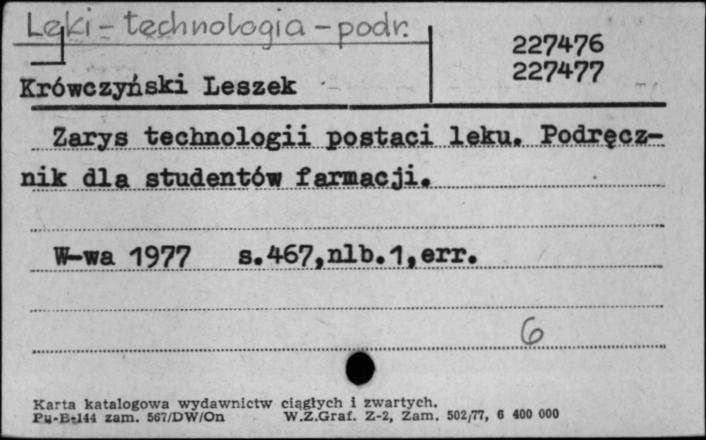 Leki - technologia - podr.
227476
227477
Krówczyński Leszek
Zarys technologii postaci leku. Podręcz-
nik dla studentów farmacji.
W-wa 1977 s.467,nlb.1,err.
6
Karta katalogowa wydawnictw ciągłych i zwartych.
Pu-B-144 zam. 567/DW/On W.Z.Graf. Z-2, Zam. 502/77, 6 400 000